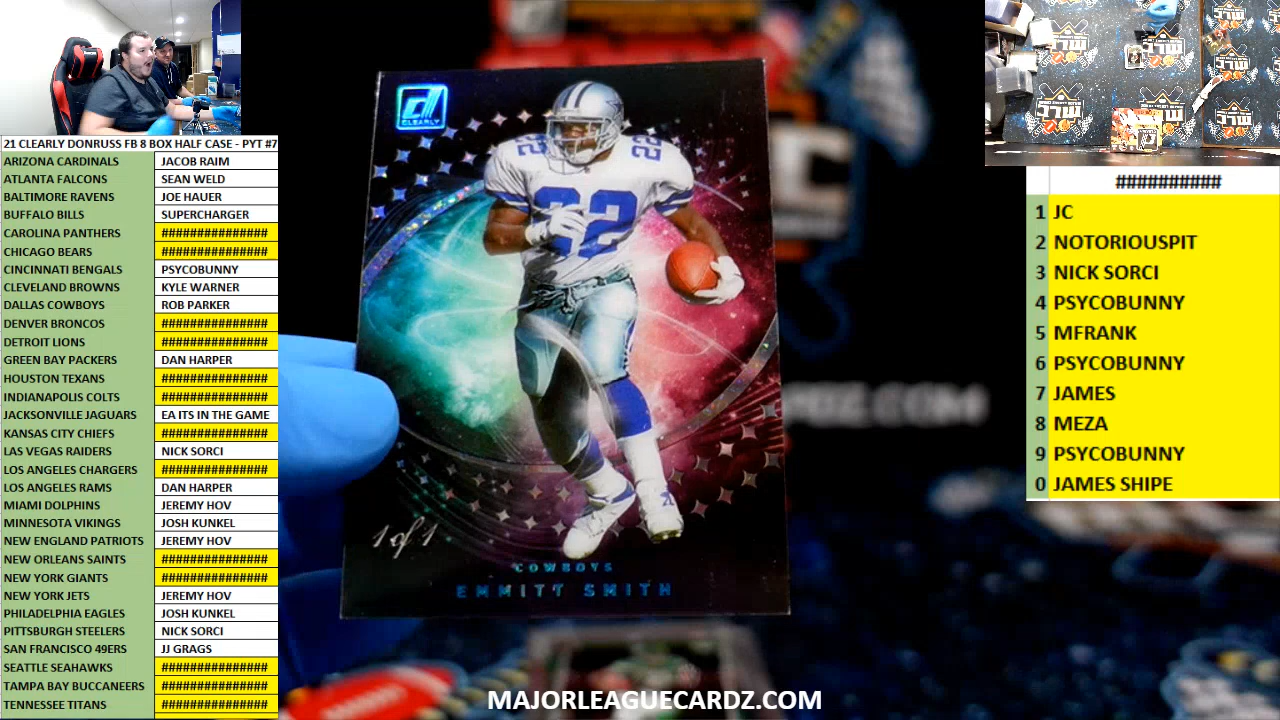 21 CLEARLY DONRUSS FB 8 BOX HALF CASE - PYT #7
ARIZONA CARDINALS JACOB RAIM
ATLANTA FALCONS SEAN WELD
BALTIMORE RAVENS JOE HAUER
BUFFALO BILLS SUPERCHARGER
CAROLINA PANTHERS ###############
CHICAGO BEARS ###############
CINCINNATI BENGALS PSYCOBUNNY
CLEVELAND BROWNS KYLE WARNER
DALLAS COWBOYS ROB PARKER
DENVER BRONCOS ###############
DETROIT LIONS ###############
GREEN BAY PACKERS DAN HARPER
HOUSTON TEXANS ###############
INDIANAPOLIS COLTS ###############
JACKSONVILLE JAGUARS EA ITS IN THE GAME
KANSAS CITY CHIEFS ###############
LAS VEGAS RAIDERS NICK SORCI
LOS ANGELES CHARGERS ###############
LOS ANGELES RAMS DAN HARPER
MIAMI DOLPHINS JEREMY HOV
MINNESOTA VIKINGS JOSH KUNKEL
NEW ENGLAND PATRIOTS JEREMY HOV
NEW ORLEANS SAINTS ###############
NEW YORK GIANTS ###############
NEW YORK JETS JEREMY HOV
PHILADELPHIA EAGLES JOSH KUNKEL
PITTSBURGH STEELERS NICK SORCI
SAN FRANCISCO 49ERS JJ GRAGS
SEATTLE SEAHAWKS ###############
TAMPA BAY BUCCANEERS ###############
TENNESSEE TITANS ###############
CLEARLY
22
22
22
1 of 1
COWBOYS
EMMITT SMITH
MAJORLEAGUECARDZ.COM
##########
1 JC
2 NOTORIOUSPIT
3 NICK SORCI
4 PSYCOBUNNY
5 MFRANK
6 PSYCOBUNNY
7 JAMES
8 MEZA
9 PSYCOBUNNY
0 JAMES SHIPE